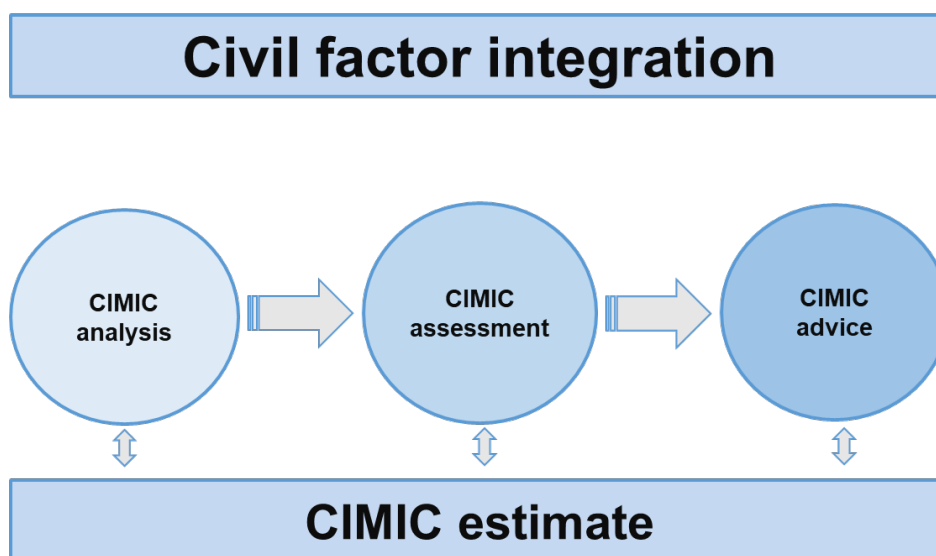 Civil factor integration
CIMIC
analysis
CIMIC
assessment
CIMIC
advice
CIMIC estimate